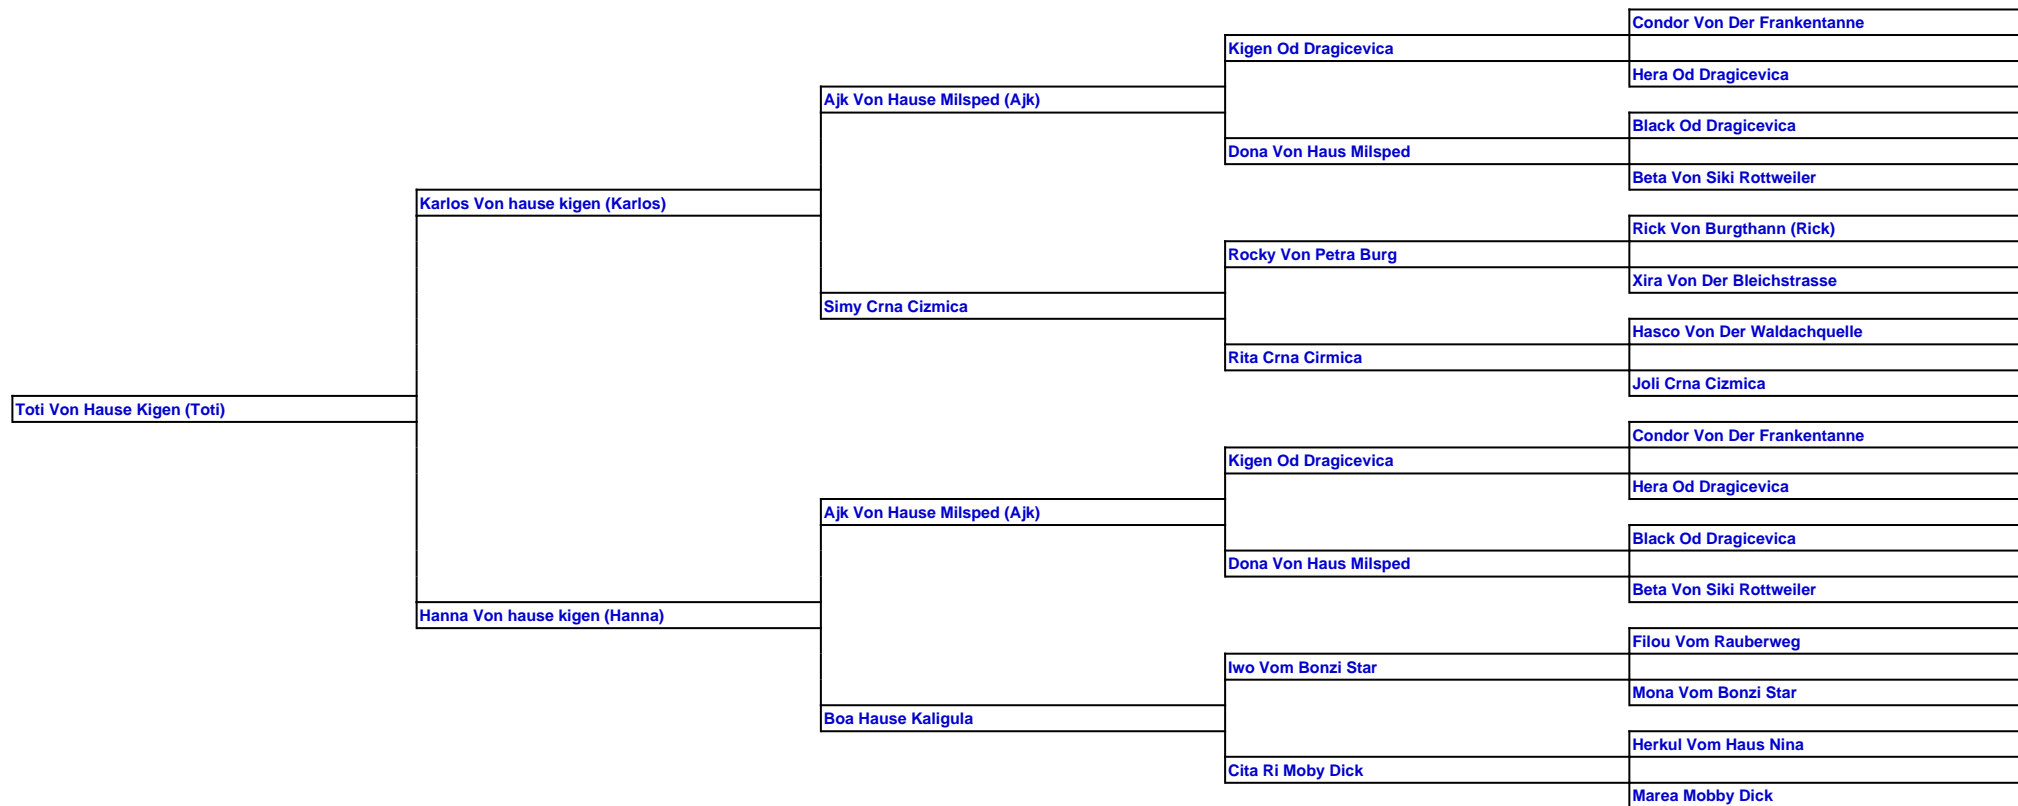 Condor Von Der Frankentanne
Kigen Od Dragicevica
Hera Od Dragicevica
Ajk Von Hause Milsped (Ajk)
Black Od Dragicevica
Dona Von Haus Milsped
Beta Von Siki Rottweiler
Karlos Von hause kigen (Karlos)
Rick Von Burgthann (Rick)
Rocky Von Petra Burg
Xira Von Der Bleichstrasse
Simy Crna Cizmica
Hasco Von Der Waldachquelle
Rita Crna Cirmica
Joli Crna Cizmica
Toti Von Hause Kigen (Toti)
Condor Von Der Frankentanne
Kigen Od Dragicevica
Hera Od Dragicevica
Ajk Von Hause Milsped (Ajk)
Black Od Dragicevica
Dona Von Haus Milsped
Beta Von Siki Rottweiler
Hanna Von hause kigen (Hanna)
Filou Vom Rauberweg
Iwo Vom Bonzi Star
Mona Vom Bonzi Star
Boa Hause Kaligula
Herkul Vom Haus Nina
Cita Ri Moby Dick
Marea Mobby Dick